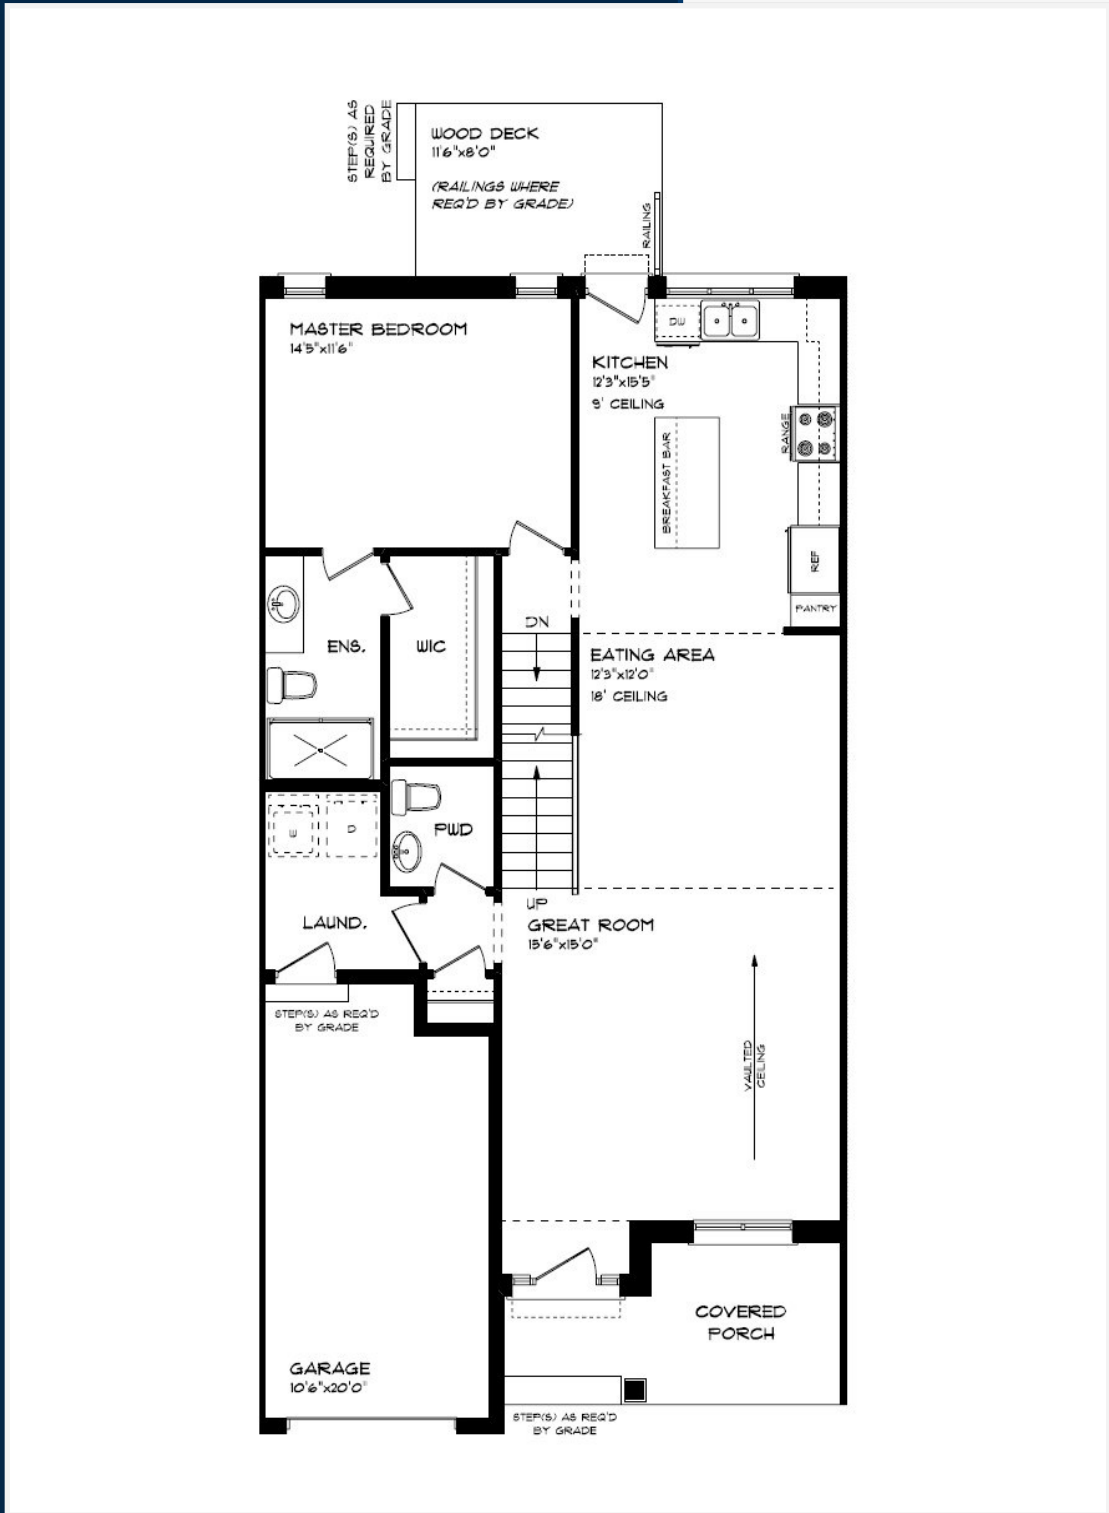 STEP(S) AS
REQUIRED
BY GRADE
WOOD DECK
11'6"x8'0"
(RAILINGS WHERE
REQ'D BY GRADE)
RAILING
MASTER BEDROOM
14'5"x11'6"
DW
KITCHEN
12'3"x15'5"
9' CEILING
RANGE
BREAKFAST BAR
REF
PANTRY
DN
ENS.
WIC
EATING AREA
12'3"x12'0"
18' CEILING
W
D
PWD
UP
LAUND.
GREAT ROOM
15'6"x15'0"
STEP(S) AS REQ'D
BY GRADE
VAULTED
CEILING
COVERED
PORCH
GARAGE
10'6"x20'0"
STEP(S) AS REQ'D
BY GRADE